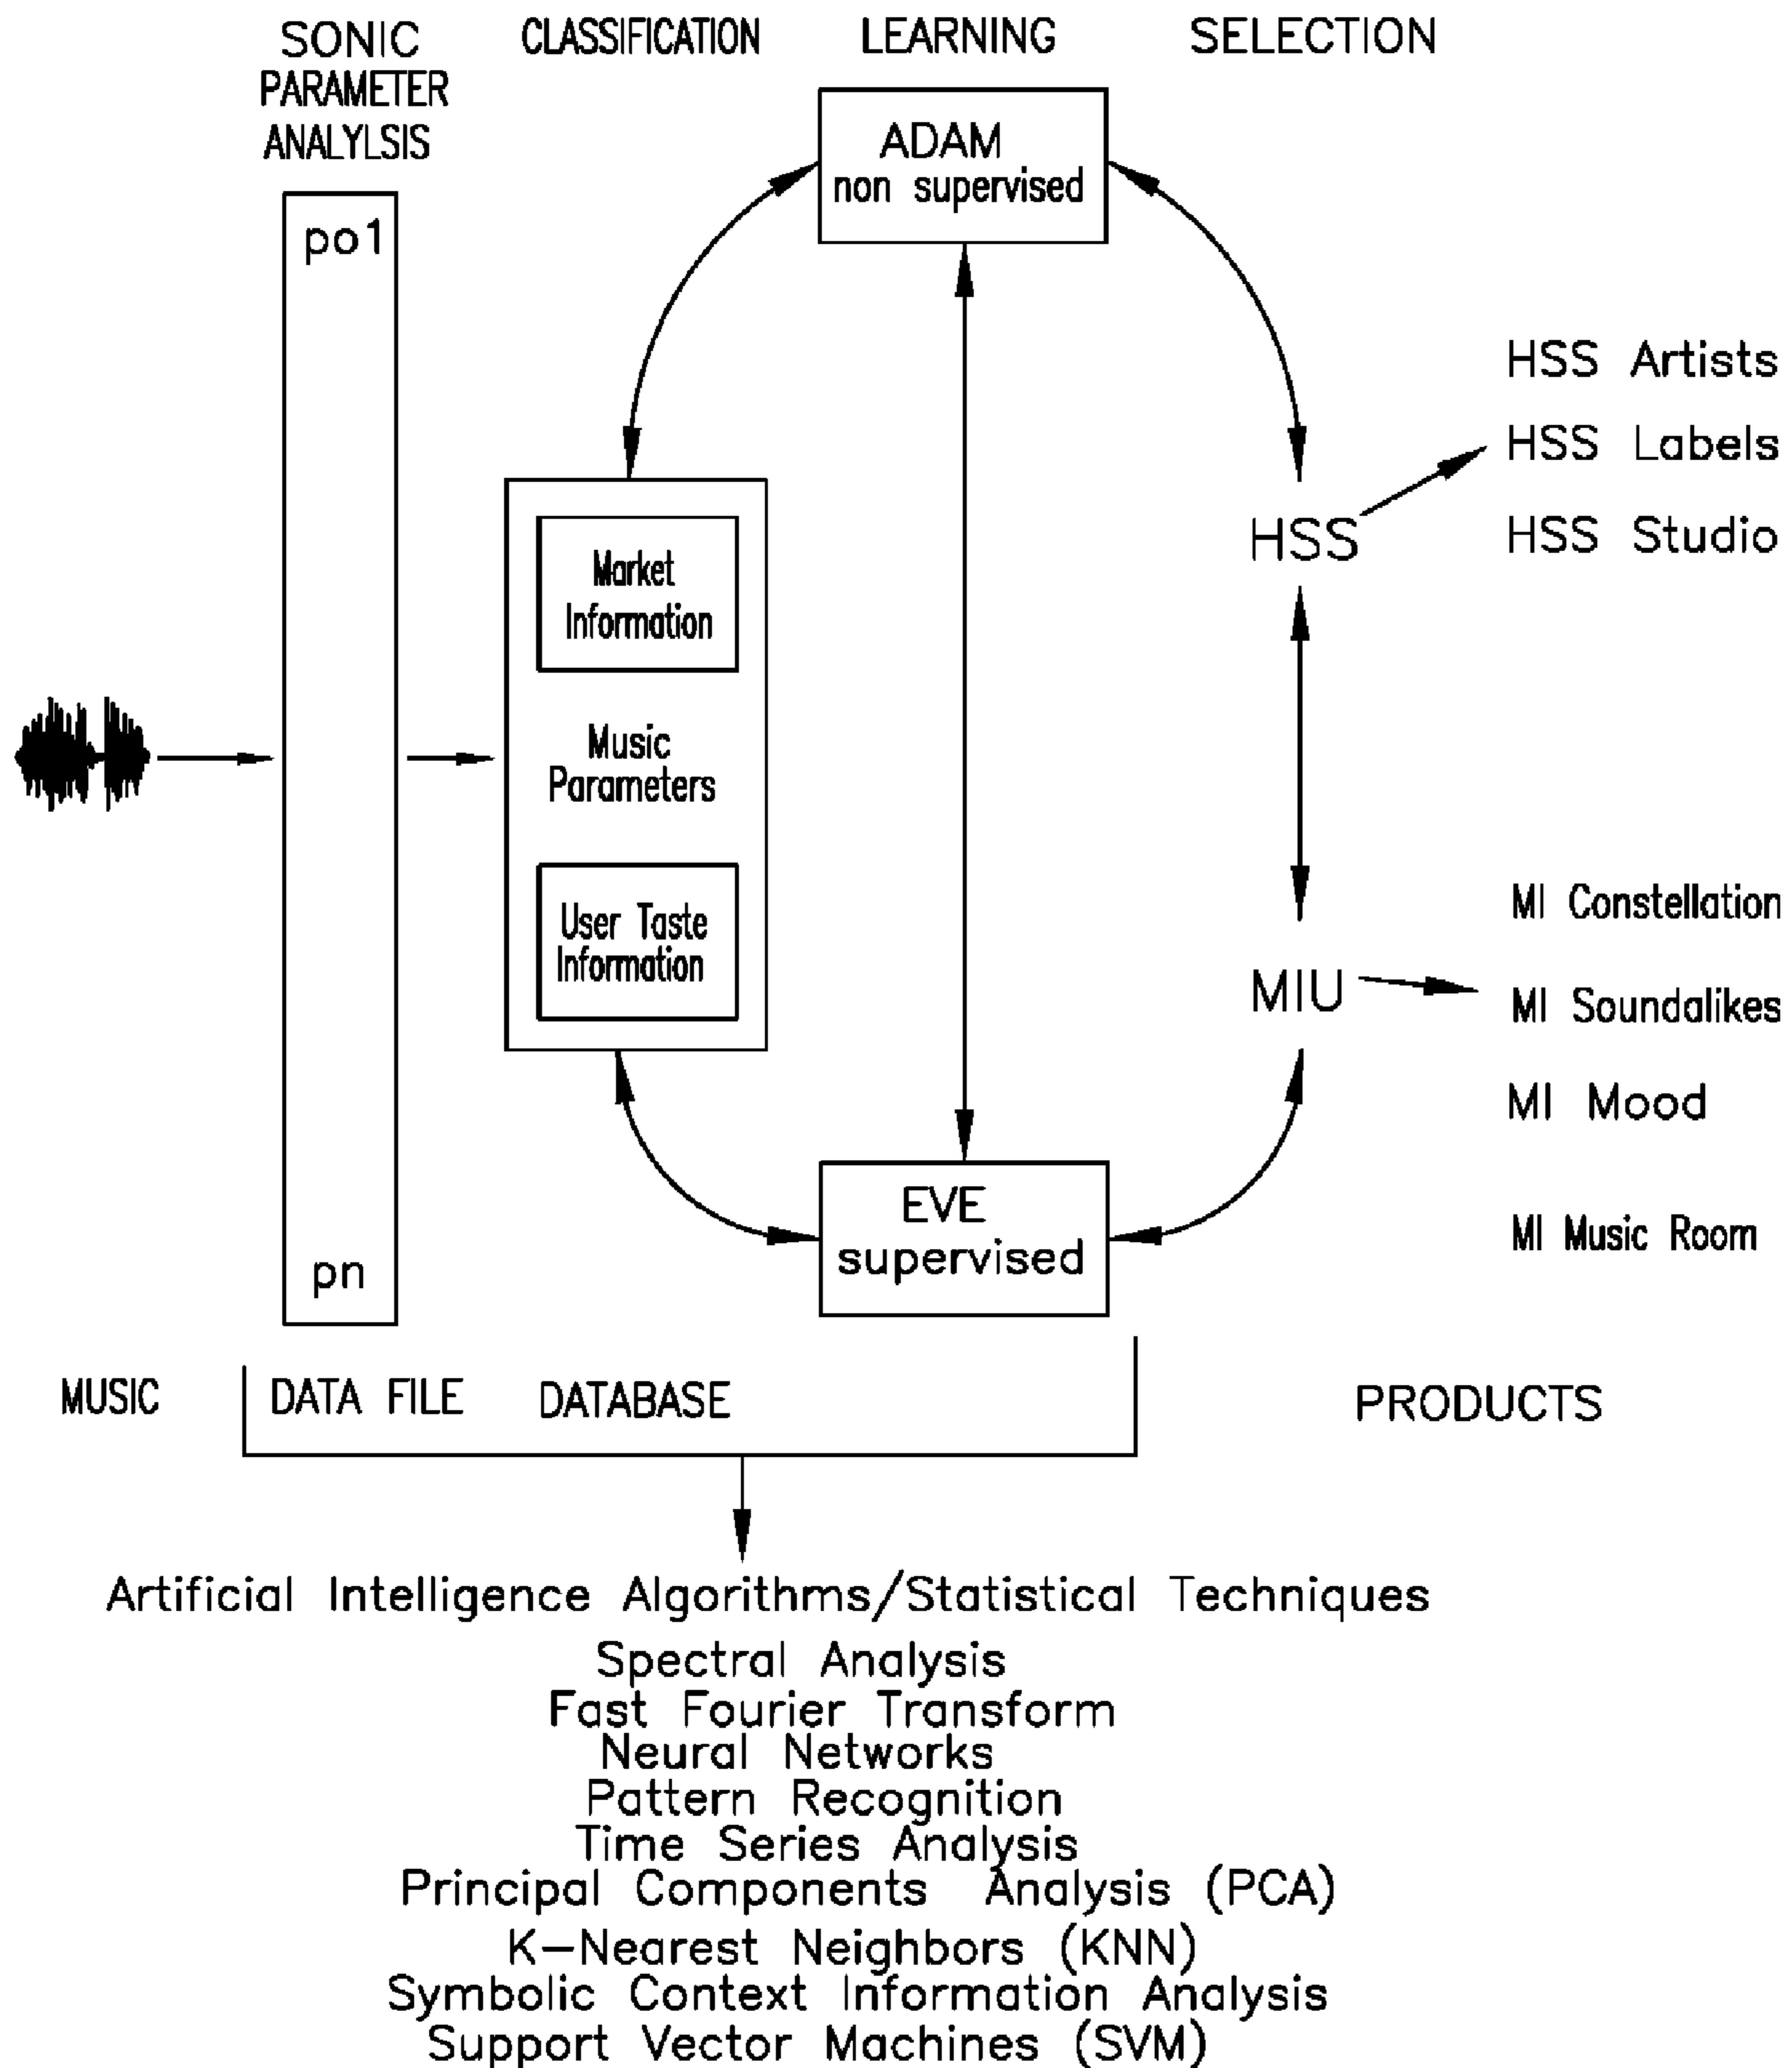 SONIC
PARAMETER
ANALYLSIS
CLASSIFICATION
LEARNING
SELECTION
po1
pn
Market
Information
Music
Parameters
User Taste
Information
ADAM
non supervised
EVE
supervised
HSS
MIU
HSS Artists
HSS Labels
HSS Studio
MI Constellation
MI Soundalikes
MI Mood
MI Music Room
MUSIC
DATA FILE
DATABASE
PRODUCTS
Artificial Intelligence Algorithms/Statistical Techniques
Spectral Analysis
Fast Fourier Transform
Neural Networks
Pattern Recognition
Time Series Analysis
Principal Components Analysis (PCA)
K-Nearest Neighbors (KNN)
Symbolic Context Information Analysis
Support Vector Machines (SVM)